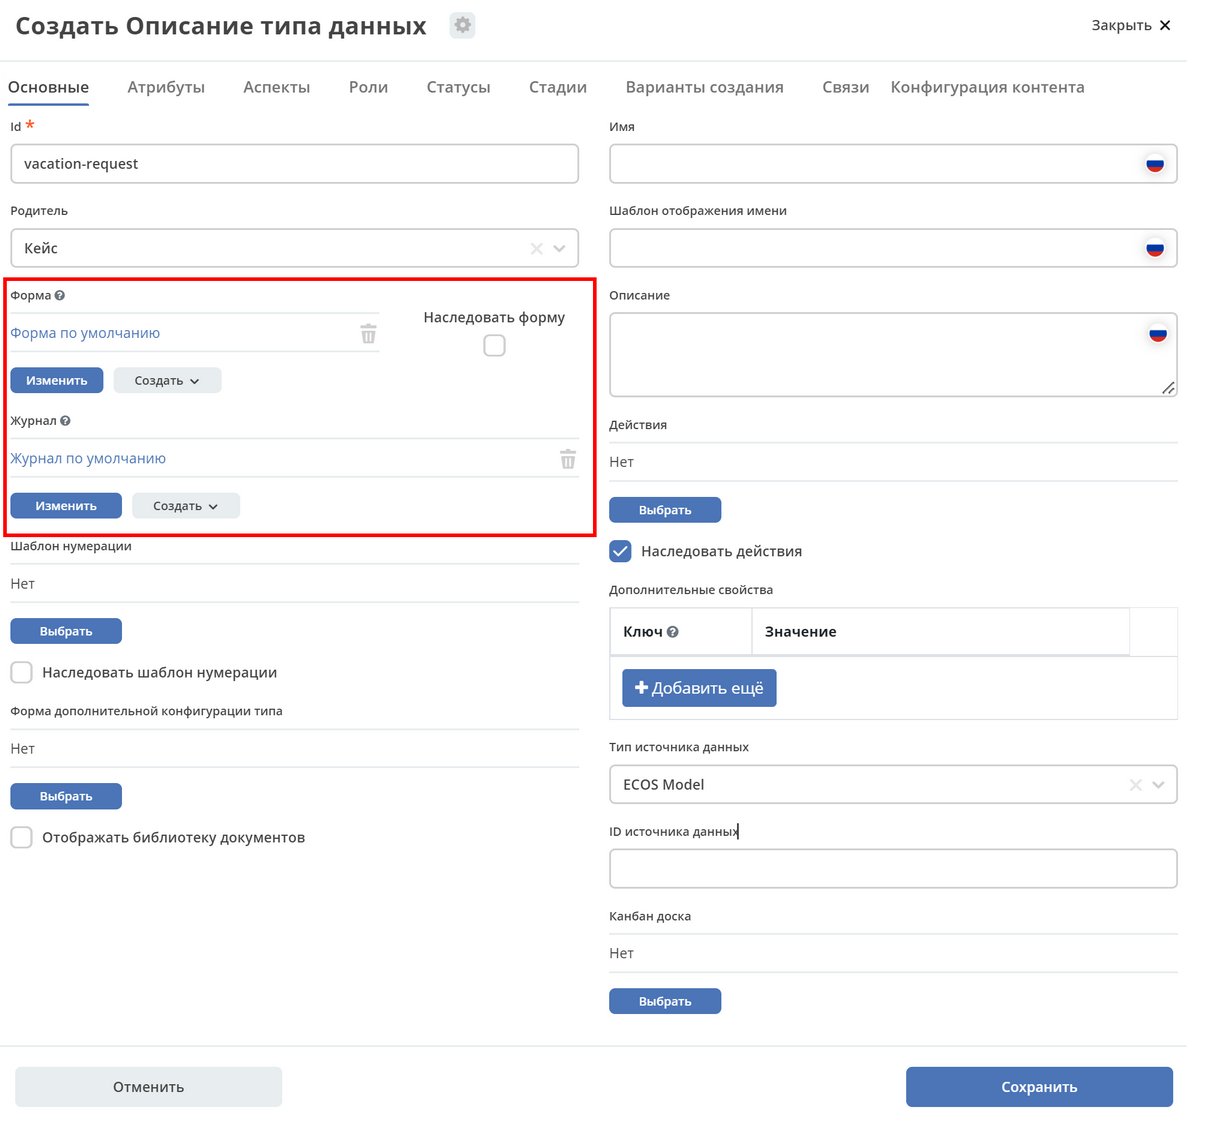 Создать Описание типа данных
Закрыть
Основные Атрибуты Аспекты Роли Статусы Стадии Варианты создания Связи Конфигурация контента
Id *
vacation-request
Родитель
Кейс
Форма
Форма по умолчанию
Наследовать форму
Изменить Создать
Журнал
Журнал по умолчанию
Изменить Создать
Шаблон нумерации
Нет
Выбрать
Наследовать шаблон нумерации
Форма дополнительной конфигурации типа
Нет
Выбрать
Отображать библиотеку документов
Имя
Шаблон отображения имени
Описание
Действия
Нет
Выбрать
Наследовать действия
Дополнительные свойства
Ключ Значение
Добавить ещё
Тип источника данных
ECOS Model
ID источника данных
Канбан доска
Нет
Выбрать
Отменить
Сохранить